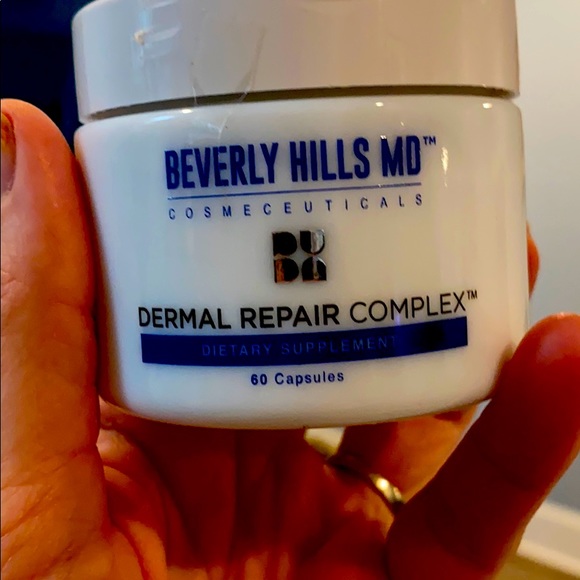 BEVERLY HILLS MD™
COSMECEUTICALS
DERMAL REPAIR COMPLEX™
DIETARY SUPPLEMENT
60 Capsules